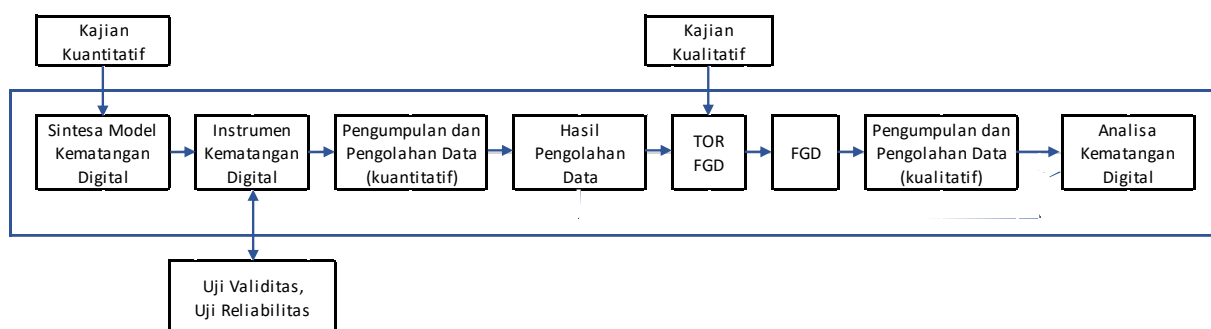 Kajian
Kuantitatif
Kajian
Kualitatif
Sintesa Model
Kematangan
Digital
Instrumen
Kematangan
Digital
Pengumpulan dan
Pengolahan Data
(kuantitatif)
Hasil
Pengolahan
Data
TOR
FGD
FGD
Pengumpulan dan
Pengolahan Data
(kualitatif)
Analisa
Kematangan
Digital
Uji Validitas,
Uji Reliabilitas